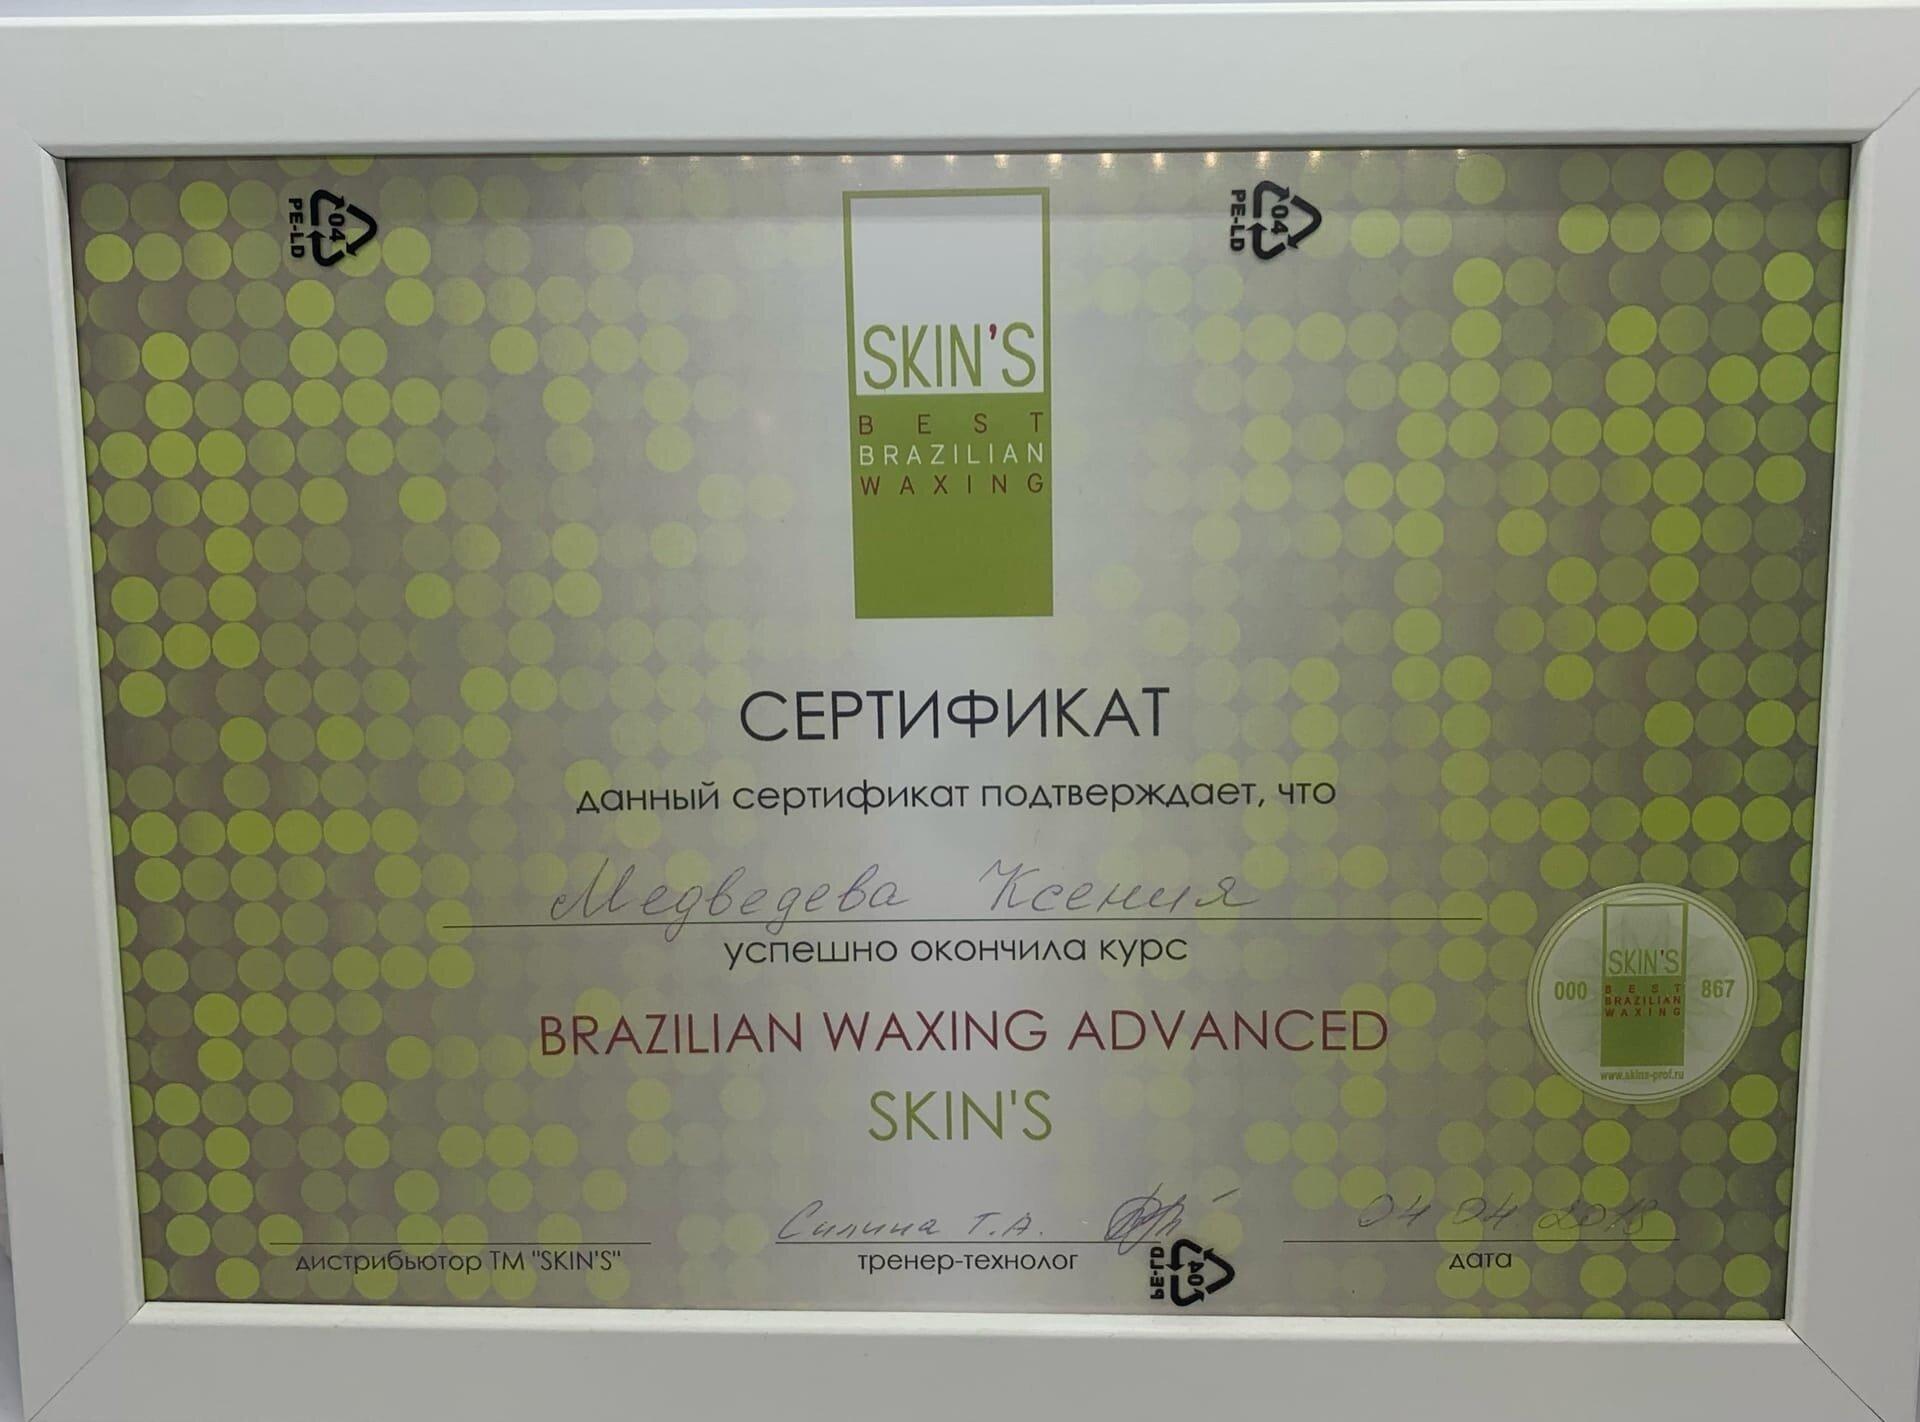 04
PE-LD
04
PE-LD
SKIN'S
BEST
BRAZILIAN
WAXING
СЕРТИФИКАТ
данный сертификат подтверждает, что
Медведева Ксения
успешно окончила курс
BRAZILIAN WAXING ADVANCED
SKIN'S
SKIN'S
000 BEST 867
BRAZILIAN
WAXING
www.skins-prof.ru
Силина Т.А.
04 04 2018
дистрибьютор ТМ "SKIN'S"
тренер-технолог
дата
04
PE-LD